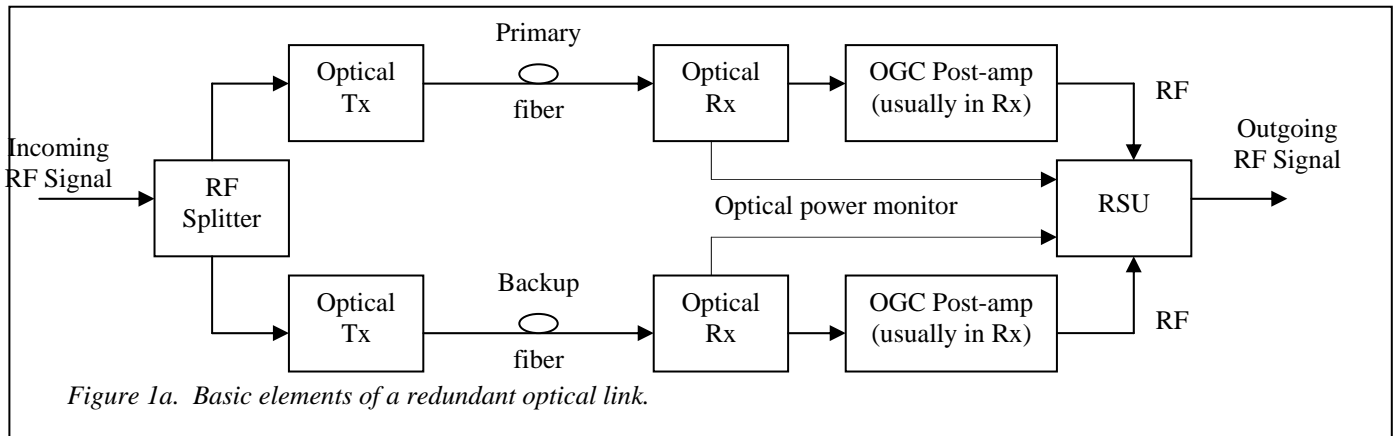 Primary
Optical
Tx
fiber
Optical
Rx
OGC Post-amp
(usually in Rx)
RF
Incoming
RF Signal
RF
Splitter
Optical power monitor
RSU
Outgoing
RF Signal
Backup
Optical
Tx
fiber
Optical
Rx
OGC Post-amp
(usually in Rx)
RF
Figure 1a. Basic elements of a redundant optical link.